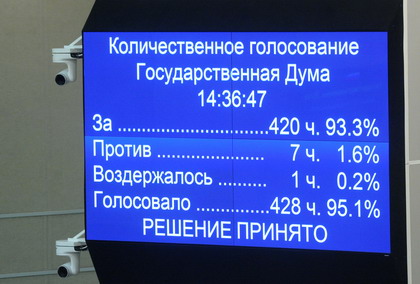 Количественное голосование
Государственная Дума
14:36:47
За ..............................420 ч. 93.3%
Против ...................... 7 ч. 1.6%
Воздержалось .......... 1 ч. 0.2%
Голосовало ...............428 ч. 95.1%
РЕШЕНИЕ ПРИНЯТО